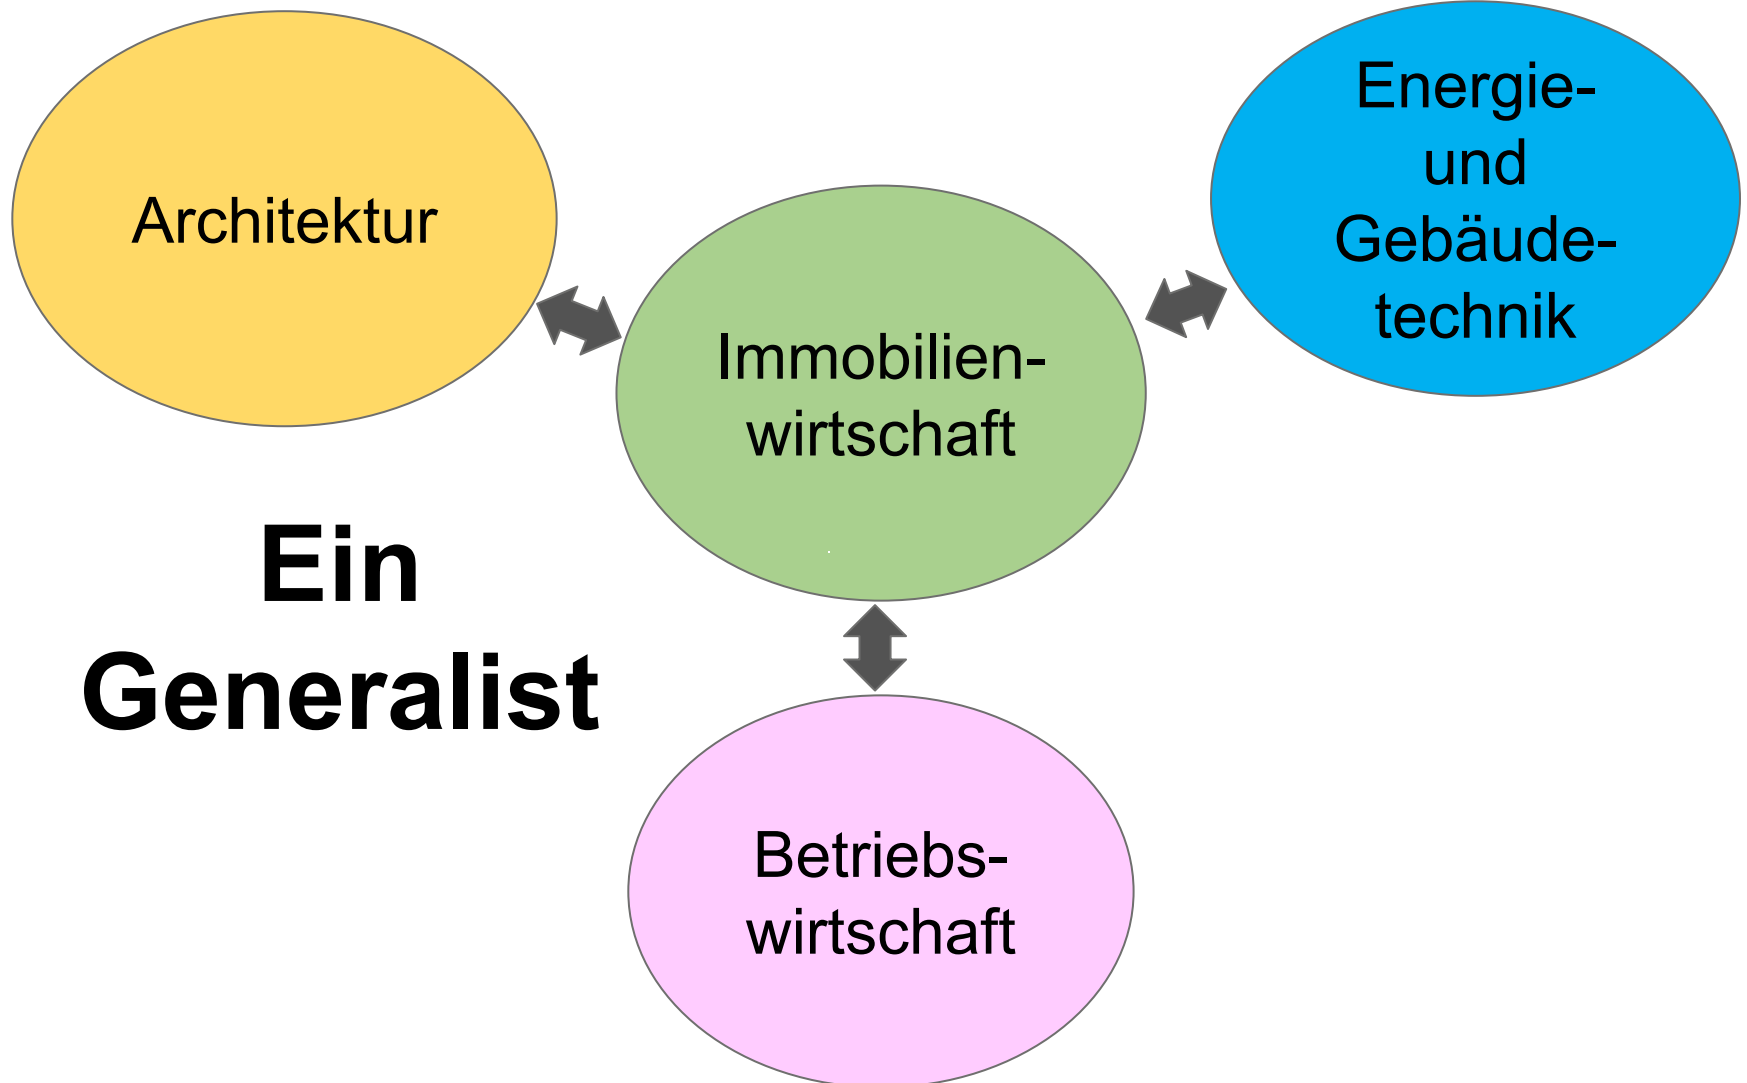 Architektur
Energie-
und
Gebäude-
technik
Immobilien-
wirtschaft
Ein
Generalist
Betriebs-
wirtschaft